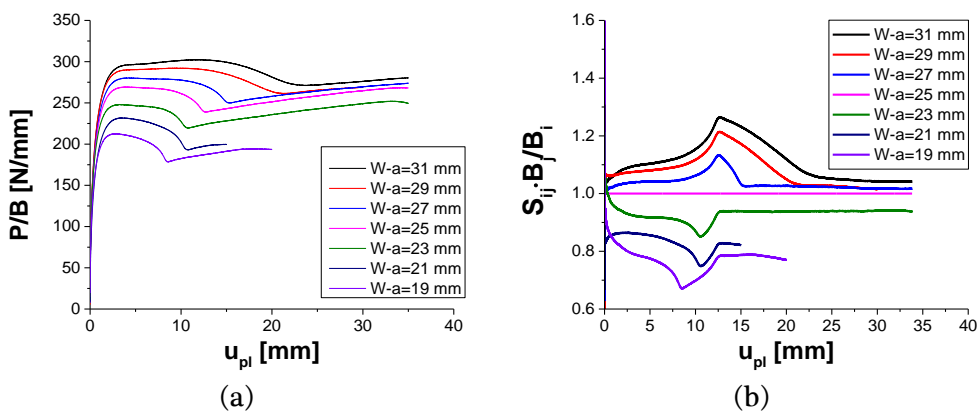 350
300
250
200
150
100
50
0
P/B [N/mm]
W-a=31 mm
W-a=29 mm
W-a=27 mm
W-a=25 mm
W-a=23 mm
W-a=21 mm
W-a=19 mm
0 10 20 30 40
u_pl [mm]
(a)
1.6
1.4
1.2
1.0
0.8
0.6
S_ij·B_j/B_i
W-a=31 mm
W-a=29 mm
W-a=27 mm
W-a=25 mm
W-a=23 mm
W-a=21 mm
W-a=19 mm
0 5 10 15 20 25 30 35 40
u_pl [mm]
(b)